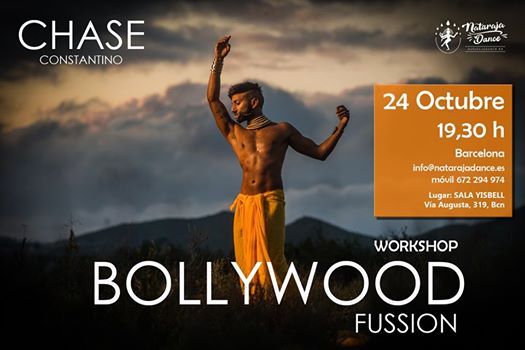 CHASE
CONSTANTINO
Nataraja
Dance
24 Octubre
19,30 h
Barcelona
info@natarajadance.es
móvil 672 294 974
Lugar: SALA YISBELL
Vía Augusta, 319, Bcn
WORKSHOP
BOLLYWOOD
FUSSION